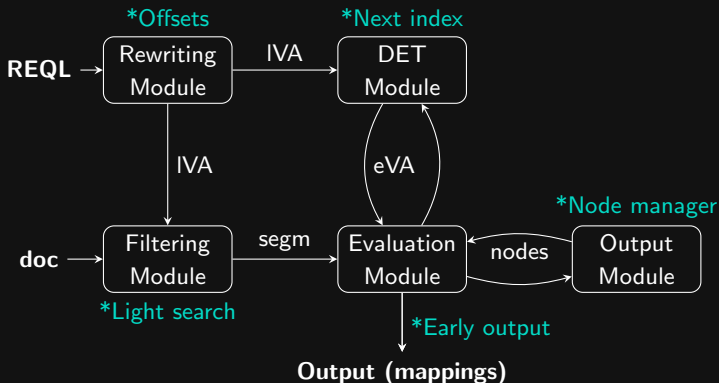 *Offsets
*Next index
REQL
Rewriting
Module
IVA
DET
Module
IVA
eVA
*Node manager
doc
Filtering
Module
segm
Evaluation
Module
nodes
Output
Module
*Light search
*Early output
Output (mappings)